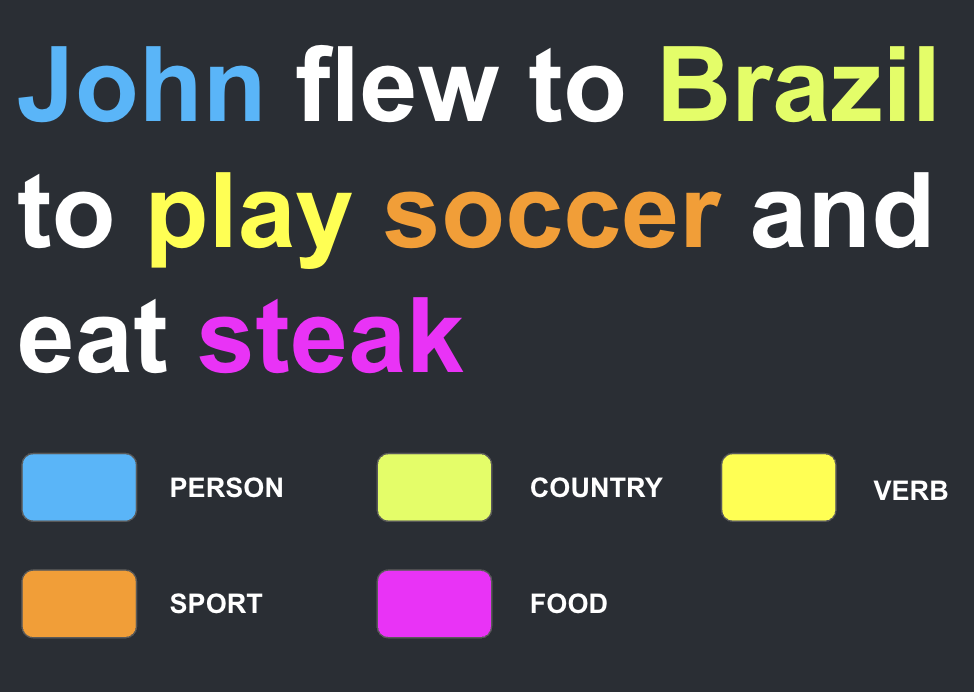 John flew to Brazil
to play soccer and
eat steak
PERSON COUNTRY VERB
SPORT FOOD